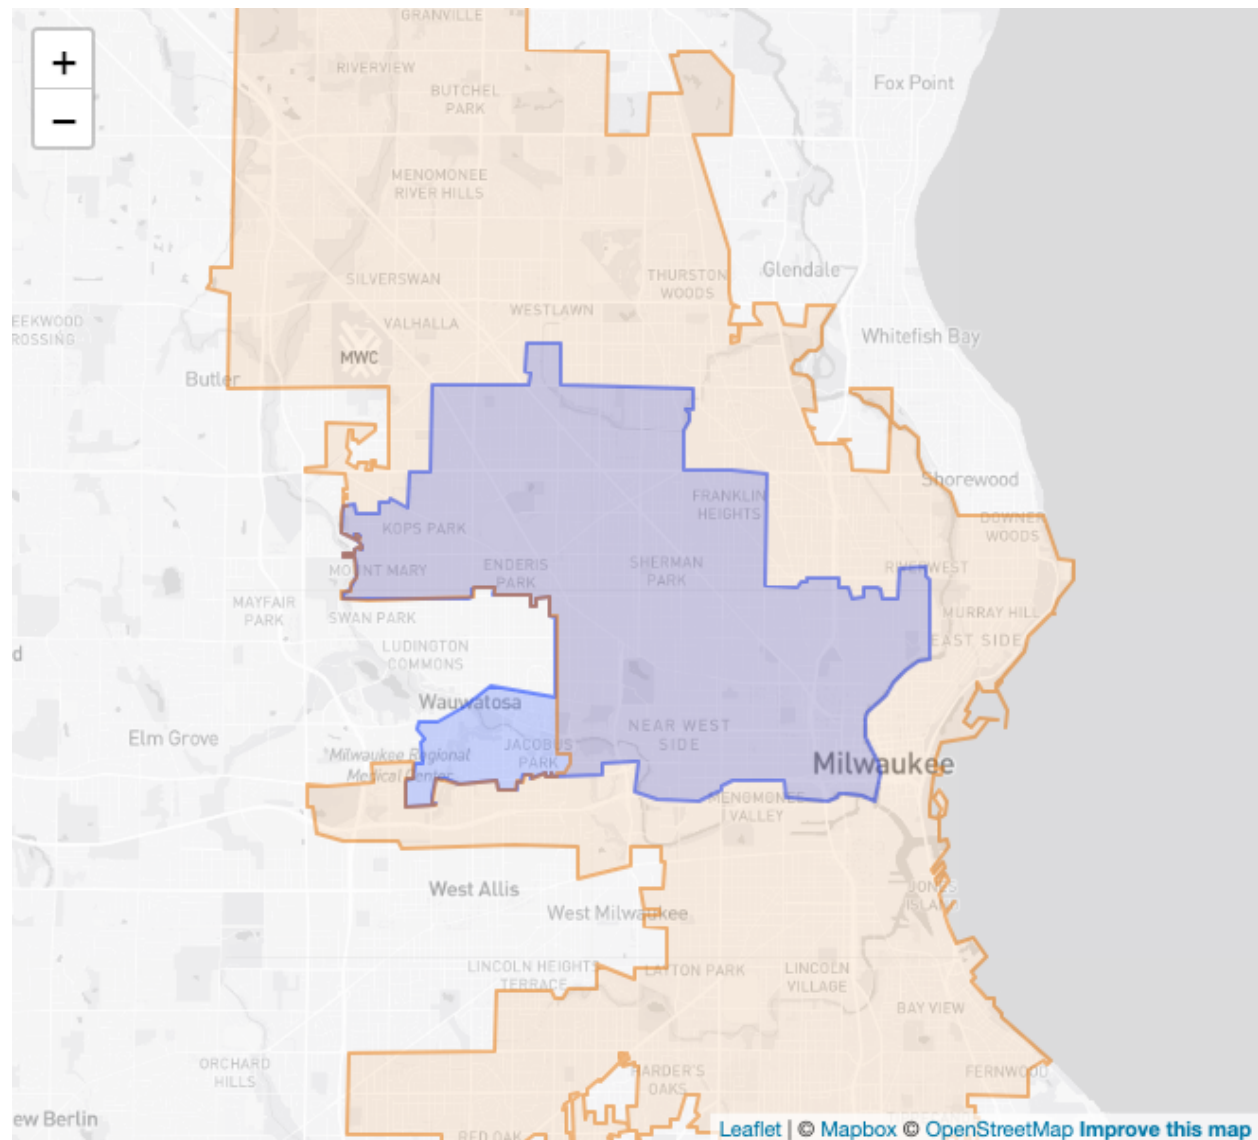 GRANVILLE
+
−
RIVERVIEW
BUTCHEL
PARK
Fox Point
MENOMONEE
RIVER HILLS
SILVERSWAN
THURSTON
WOODS
Glendale
WESTLAWN
EEKWOOD
ROSSING
VALHALLA
Whitefish Bay
MWC
Butler
Shorewood
FRANKLIN
HEIGHTS
KOPS PARK
DOWNER
WOODS
MOUNT MARY
ENDERIS
PARK
SHERMAN
PARK
RIVERWEST
MAYFAIR
PARK
SWAN PARK
MURRAY HILL
EAST SIDE
LUDINGTON
COMMONS
d
Wauwatosa
NEAR WEST
SIDE
Elm Grove
Milwaukee Regional
Medical Center
JACOBUS
PARK
Milwaukee
MENOMONEE
VALLEY
West Allis
JONES
ISLAND
West Milwaukee
LINCOLN HEIGHTS
TERRACE
LAYTON PARK
LINCOLN
VILLAGE
BAY VIEW
ORCHARD
HILLS
HARDER'S
OAKS
FERNWOOD
ew Berlin
RED OAK
Leaflet | © Mapbox © OpenStreetMap Improve this map